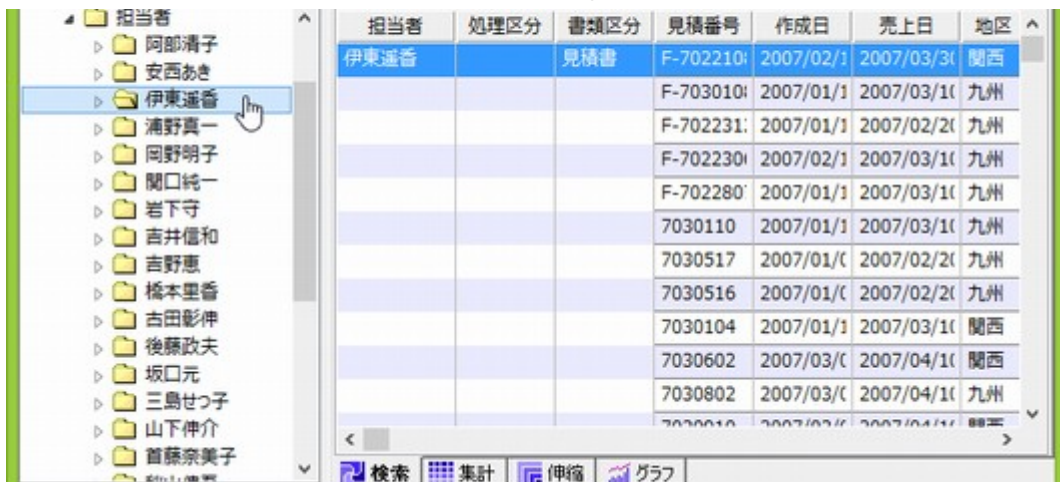 担当者
阿部清子
安西あき
伊東遥香
浦野真一
岡野明子
関口純一
岩下守
吉井信和
吉野恵
橋本里香
古田彰伸
後藤政夫
坂口元
三島せつ子
山下伸介
首藤奈美子
担当者 処理区分 書類区分 見積番号 作成日 売上日 地区
伊東遥香 見積書 F-702210 2007/02/1 2007/03/3 関西
F-703010 2007/01/1 2007/03/1 九州
F-702231 2007/01/1 2007/02/2 九州
F-702230 2007/02/1 2007/03/1 九州
F-702280 2007/01/1 2007/03/1 九州
7030110 2007/01/1 2007/03/1 九州
7030517 2007/01/ 2007/02/2 九州
7030516 2007/01/ 2007/02/2 九州
7030104 2007/01/1 2007/03/1 関西
7030602 2007/03/ 2007/04/1 関西
7030802 2007/03/ 2007/04/1 九州
検索 集計 伸縮 グラフ